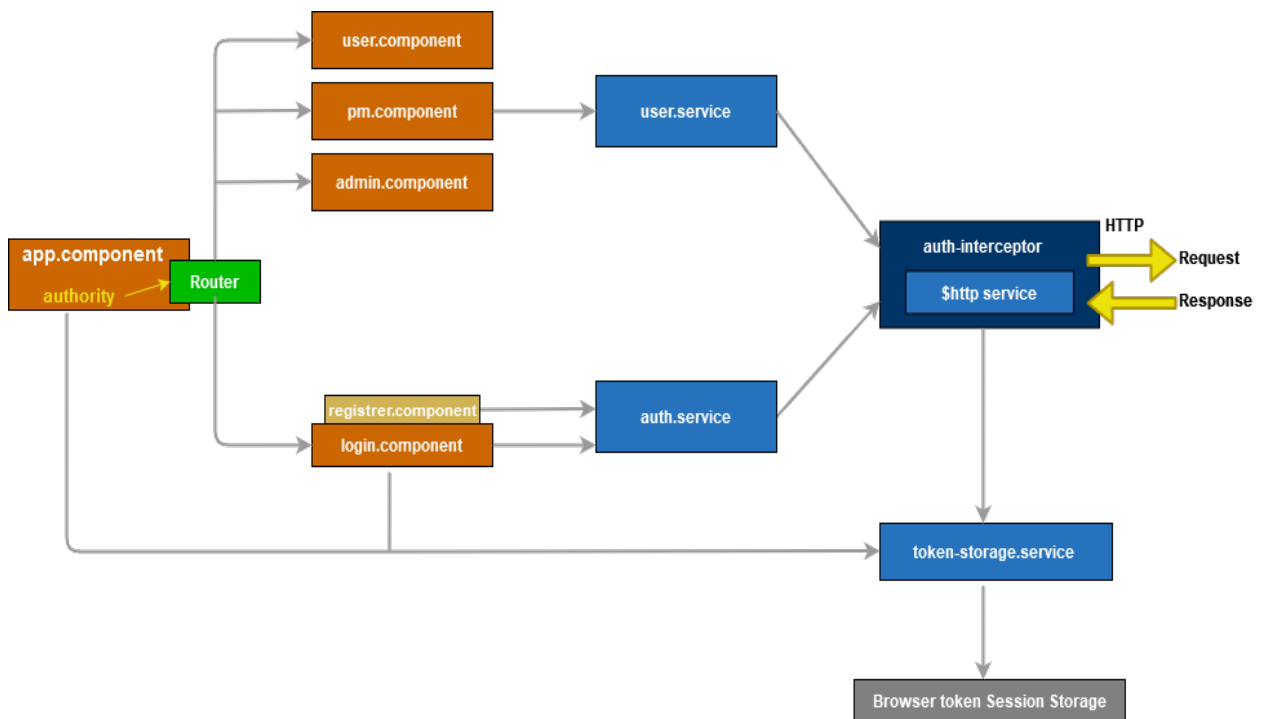 user.component
pm.component
user.service
admin.component
HTTP
app.component
auth-interceptor
Request
authority
Router
$http service
Response
registrer.component
auth.service
login.component
token-storage.service
Browser token Session Storage